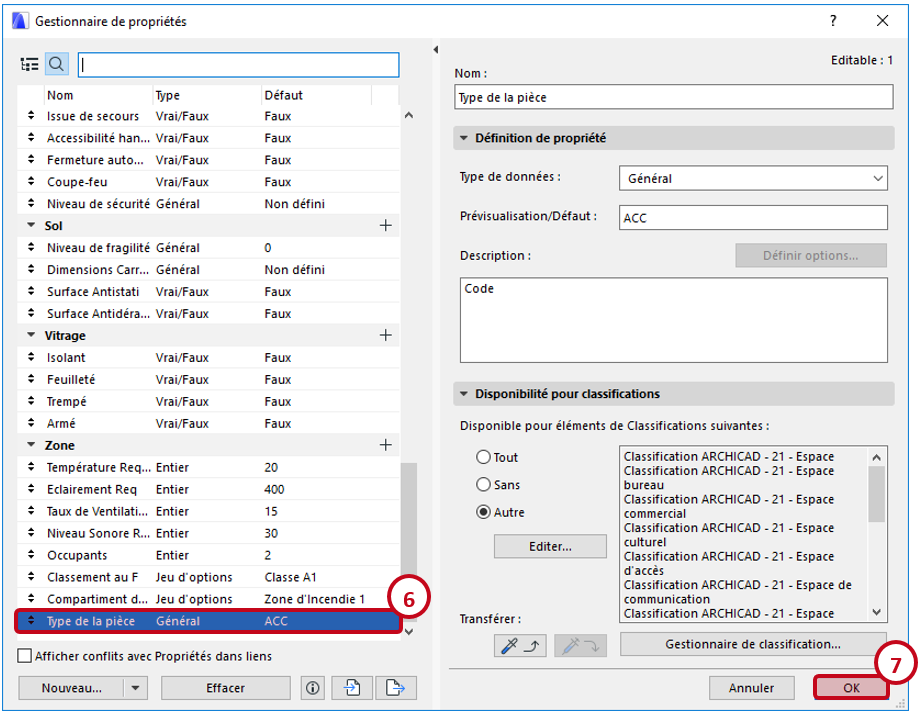 Gestionnaire de propriétés
Nom Type Défaut
Issue de secours Vrai/Faux Faux
Accessibilité han... Vrai/Faux Faux
Fermeture auto... Vrai/Faux Faux
Coupe-feu Vrai/Faux Faux
Niveau de sécurité Général Non défini
Sol
Niveau de fragilité Général 0
Dimensions Carr... Général Non défini
Surface Antistati Vrai/Faux Faux
Surface Antidéra... Vrai/Faux Faux
Vitrage
Isolant Vrai/Faux Faux
Feuilleté Vrai/Faux Faux
Trempé Vrai/Faux Faux
Armé Vrai/Faux Faux
Zone
Température Req... Entier 20
Eclairement Req Entier 400
Taux de Ventilati... Entier 15
Niveau Sonore R... Entier 30
Occupants Entier 2
Classement au F Jeu d'options Classe A1
Compartiment d... Jeu d'options Zone d'Incendie 1
Type de la pièce Général ACC
6
Afficher conflits avec Propriétés dans liens
Nouveau... Effacer
Editable : 1
Nom :
Type de la pièce
Définition de propriété
Type de données : Général
Prévisualisation/Défaut : ACC
Description : Définir options...
Code
Disponibilité pour classifications
Disponible pour éléments de Classifications suivantes :
Tout
Sans
Autre
Editer...
Classification ARCHICAD - 21 - Espace
Classification ARCHICAD - 21 - Espace
bureau
Classification ARCHICAD - 21 - Espace
commercial
Classification ARCHICAD - 21 - Espace
culturel
Classification ARCHICAD - 21 - Espace
d'accès
Classification ARCHICAD - 21 - Espace de
communication
Classification ARCHICAD - 21 - Espace
Transférer :
Gestionnaire de classification...
7
Annuler OK